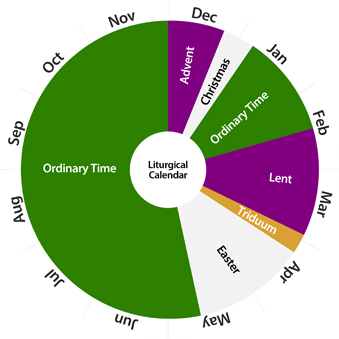 Nov
Dec
Oct
Jan
Advent
Christmas
Sep
Feb
Ordinary Time
Ordinary Time
Liturgical
Calendar
Lent
Aug
Mar
Triduum
Easter
Jul
Apr
Jun
May